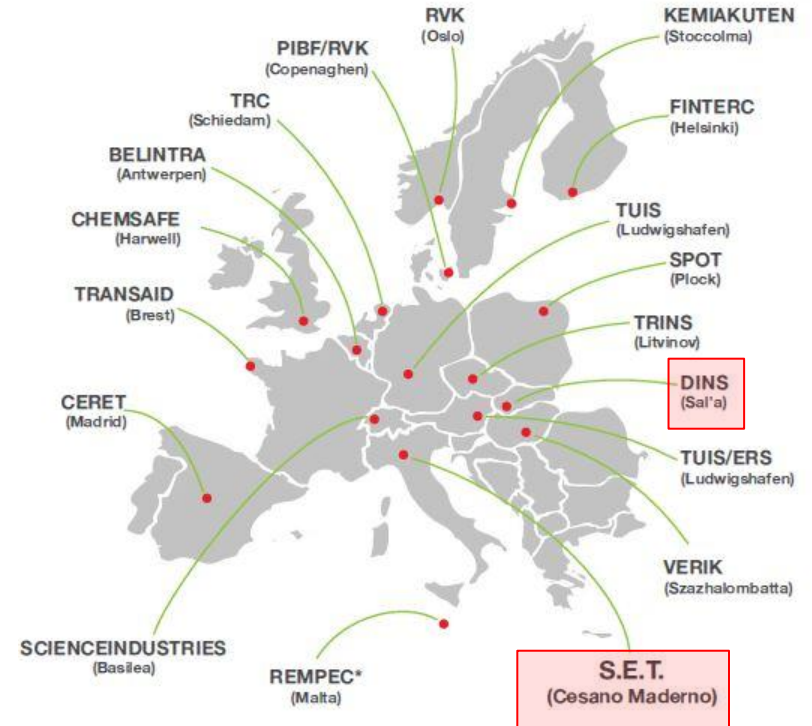 RVK
(Oslo)
KEMIAKUTEN
(Stoccolma)
PIBF/RVK
(Copenaghen)
TRC
(Schiedam)
FINTERC
(Helsinki)
BELINTRA
(Antwerpen)
CHEMSAFE
(Harwell)
TUIS
(Ludwigshafen)
SPOT
(Plock)
TRANSAID
(Brest)
TRINS
(Litvinov)
DINS
(Sal'a)
CERET
(Madrid)
TUIS/ERS
(Ludwigshafen)
VERIK
(Szazhalombatta)
SCIENCEINDUSTRIES
(Basilea)
REMPEC*
(Malta)
S.E.T.
(Cesano Maderno)